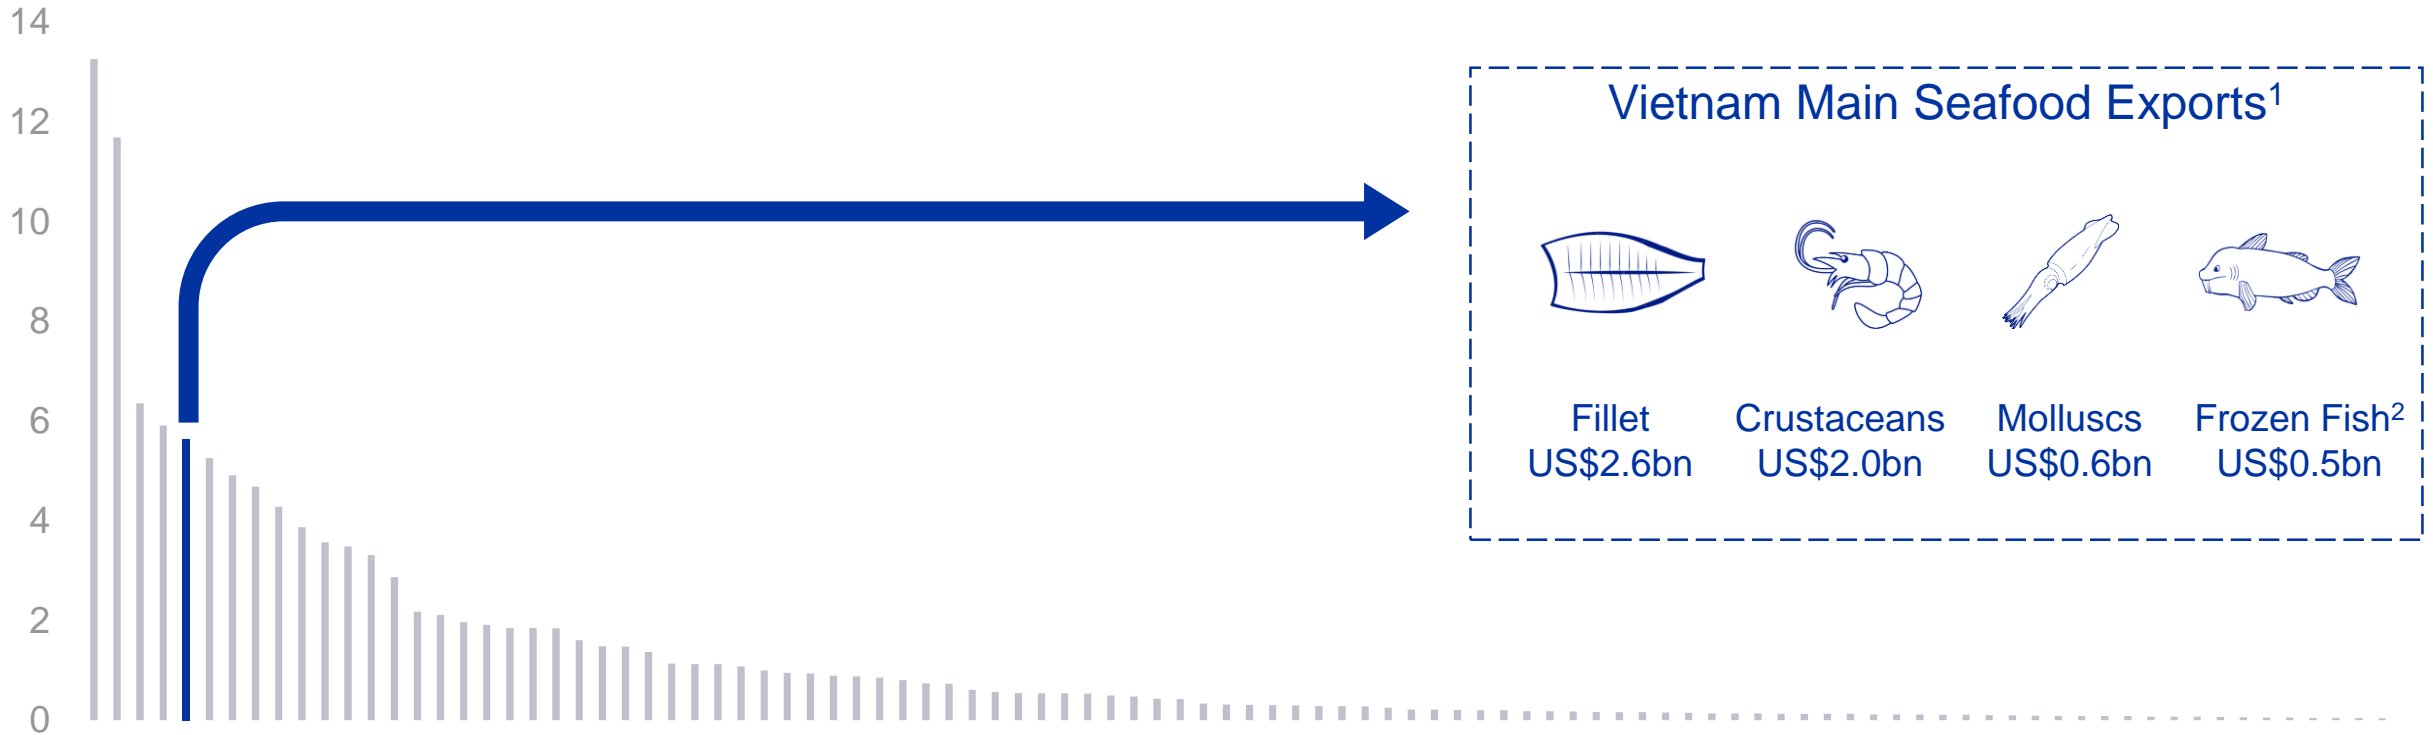 14
12
10
8
6
4
2
0
Vietnam Main Seafood Exports¹
Fillet
US$2.6bn
Crustaceans
US$2.0bn
Molluscs
US$0.6bn
Frozen Fish²
US$0.5bn